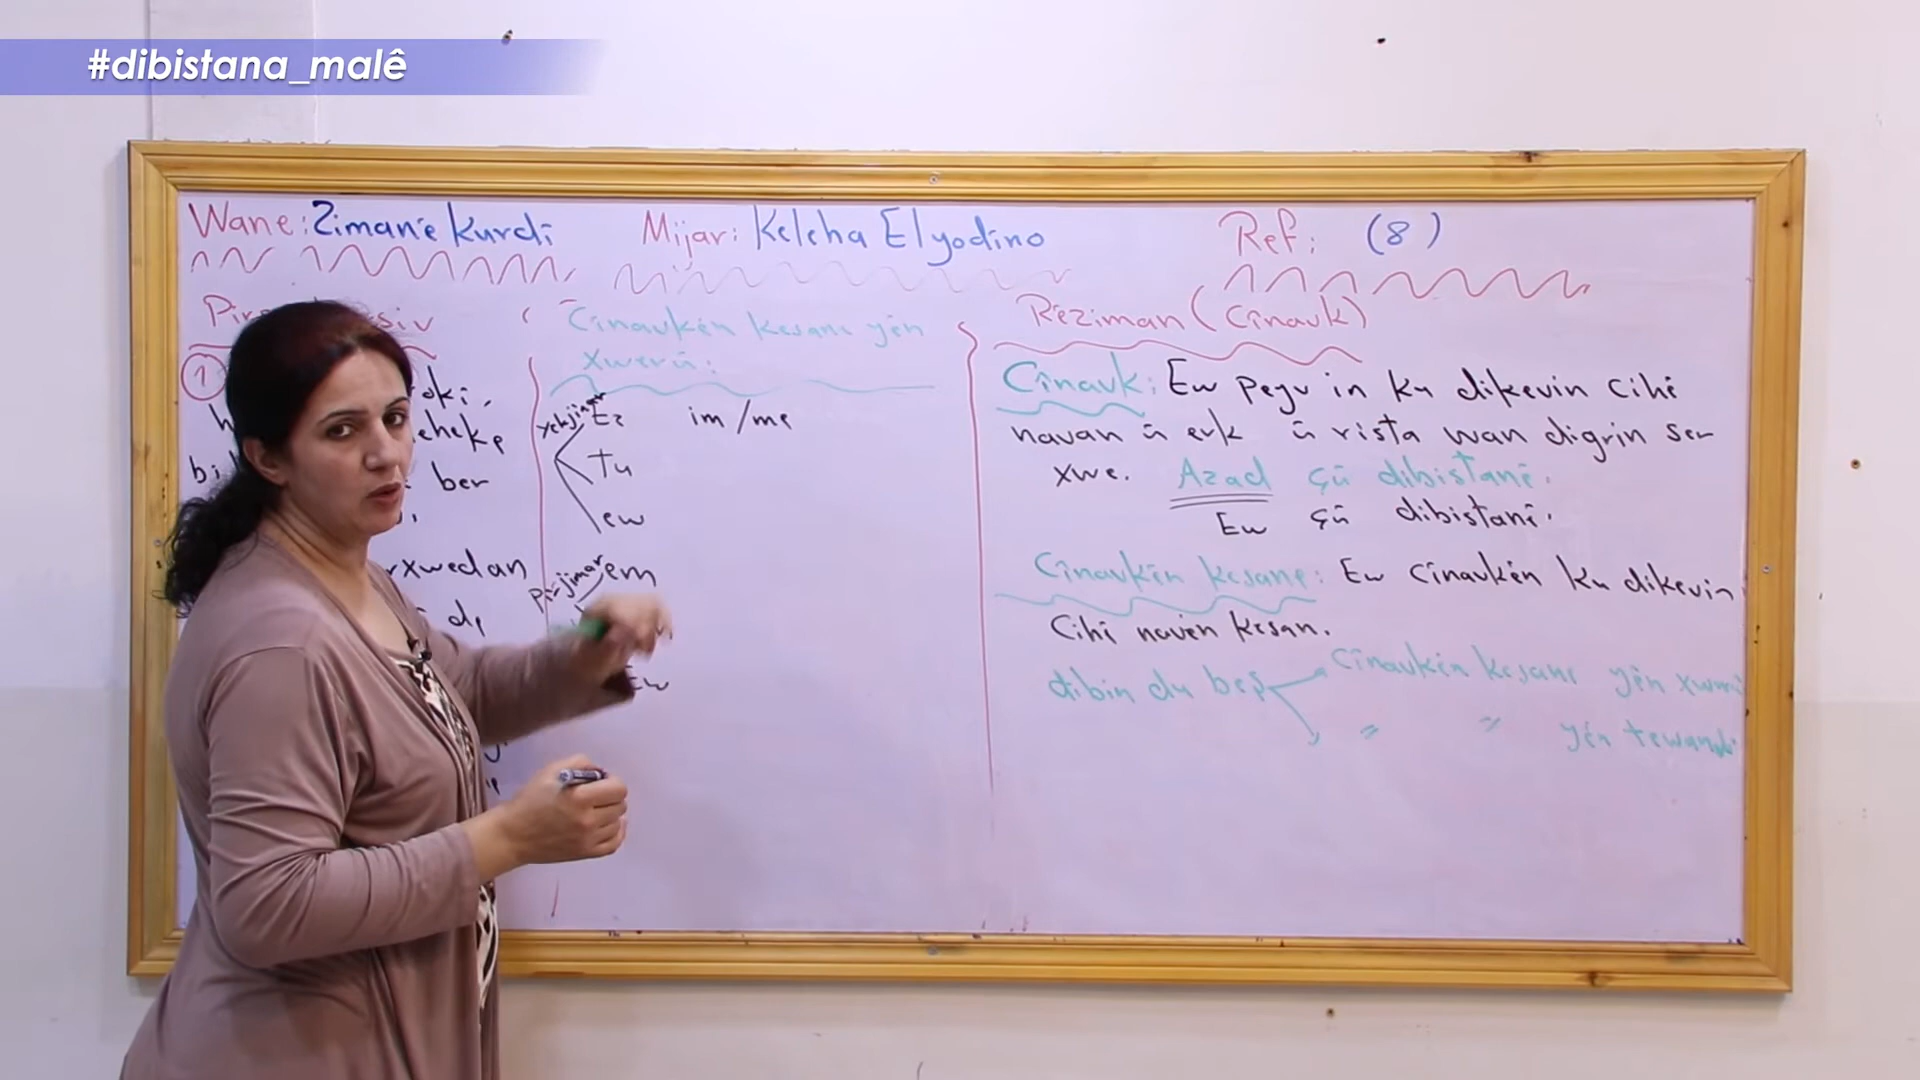 #dibistana_malê
Wane: Zimanê Kurdî
Mijar: Keleha Elyodîno
Ref: (8)
ber
rxwedan
Cînavkên kesane yên
xwerû:
yekjimar Ez im/me
Tu
ew
pirjimar em
ew
Rêziman (Cînavk)
Cînavk: Ew peyv in ku dikevin cihê
navan û erk û rista wan digrin ser
xwe. Azad çû dibistanê.
Ew çû dibistanê.
Cînavkên kesane: Ew cînavkên ku dikevin
cihê navên kesan.
dibin du beş Cînavkên kesane yên xwerû
" " yên tewandî